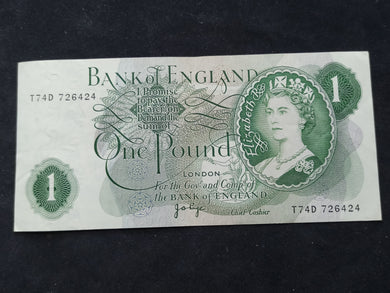 BANK of ENGLAND
T74D 726424
I Promise
to pay the
Bearer on
Demand the
sum of
Elizabeth R
1
One Pound
LONDON
For the Gov.r and Comp.a of
the BANK of ENGLAND
1
T74D 726424
Chief Cashier